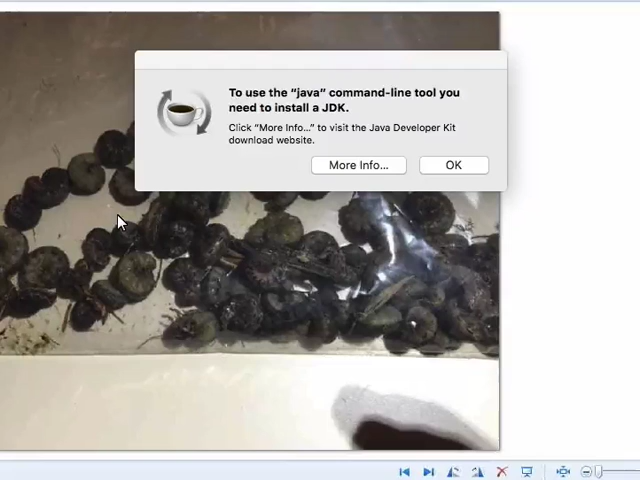 To use the “java” command-line tool you
need to install a JDK.
Click “More Info...” to visit the Java Developer Kit
download website.
More Info...
OK